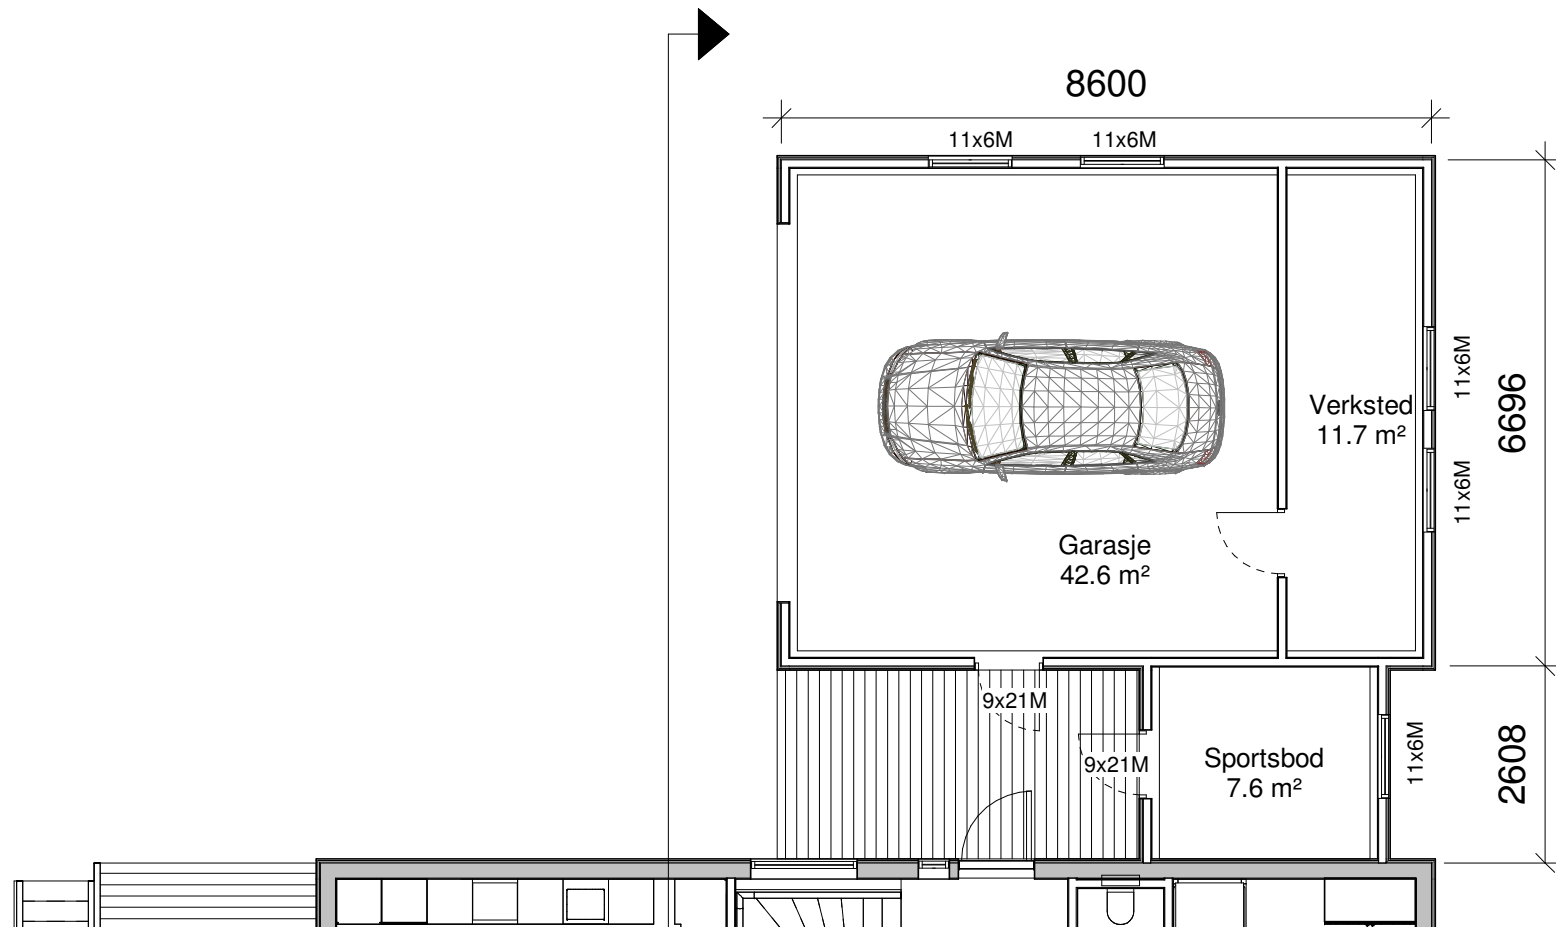 8600
11x6M
11x6M
11x6M
6696
Verksted
11.7 m²
11x6M
Garasje
42.6 m²
9x21M
9x21M
Sportsbod
7.6 m²
11x6M
2608